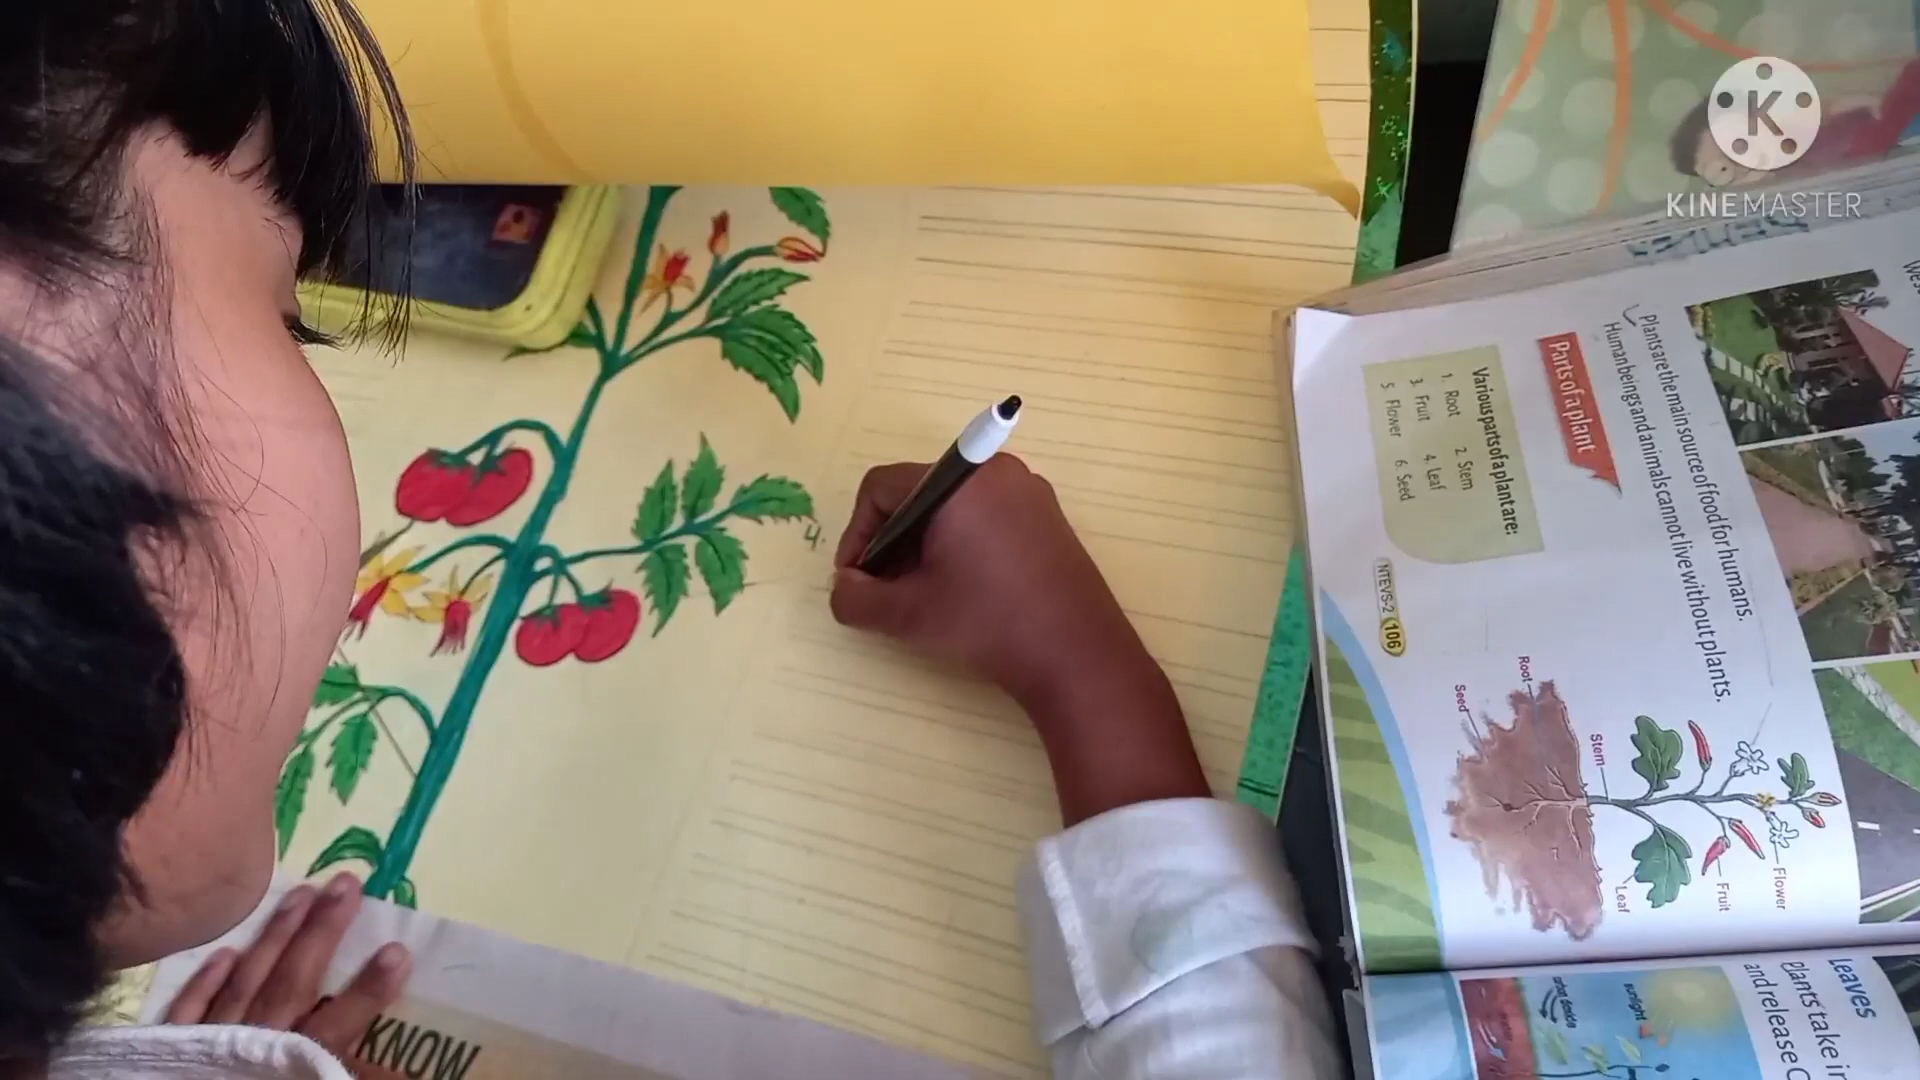 K
KINEMASTER
Plants are the main source of food for humans.
Human beings and animals cannot live without plants.
Parts of a plant
Various parts of a plant are:
1. Root 2. Stem
3. Fruit 4. Leaf
5. Flower 6. Seed
NTEVS-2 106
Root
Seed
Stem
Flower
Fruit
Leaf
Leaves
Plants take in
and release
sunlight
4.
KNOW